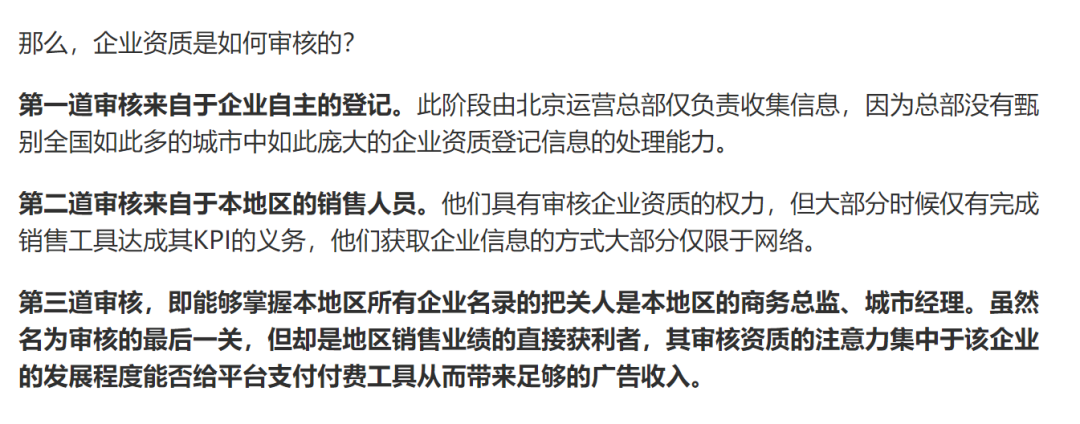 那么，企业资质是如何审核的？
第一道审核来自于企业自主的登记。此阶段由北京运营总部仅负责收集信息，因为总部没有甄
别全国如此多的城市中如此庞大的企业资质登记信息的处理能力。
第二道审核来自于本地区的销售人员。他们具有审核企业资质的权力，但大部分时候仅有完成
销售工具达成其KPI的义务，他们获取企业信息的方式大部分仅限于网络。
第三道审核，即能够掌握本地区所有企业名录的把关人是本地区的商务总监、城市经理。虽然
名为审核的最后一关，但却是地区销售业绩的直接获利者，其审核资质的注意力集中于该企业
的发展程度能否给平台支付付费工具从而带来足够的广告收入。